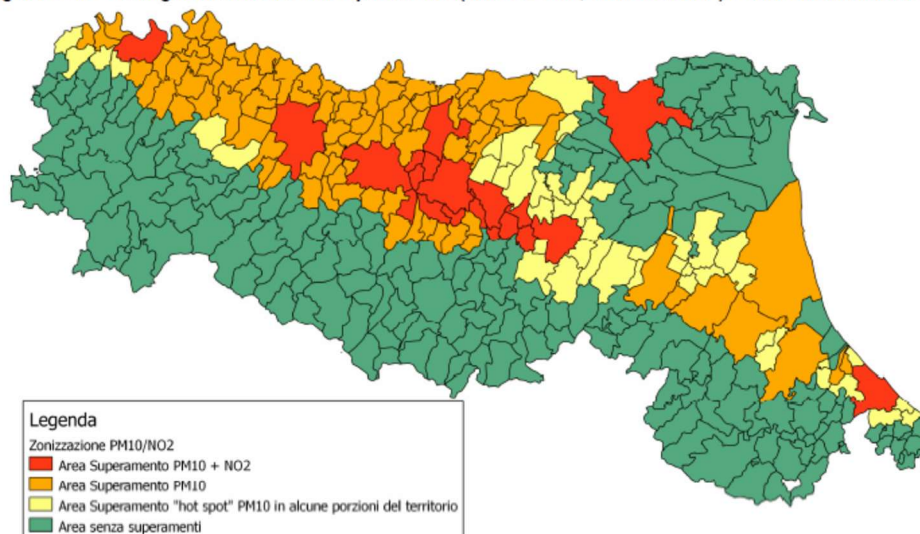 Legenda
Zonizzazione PM10/NO2
Area Superamento PM10 + NO2
Area Superamento PM10
Area Superamento "hot spot" PM10 in alcune porzioni del territorio
Area senza superamenti